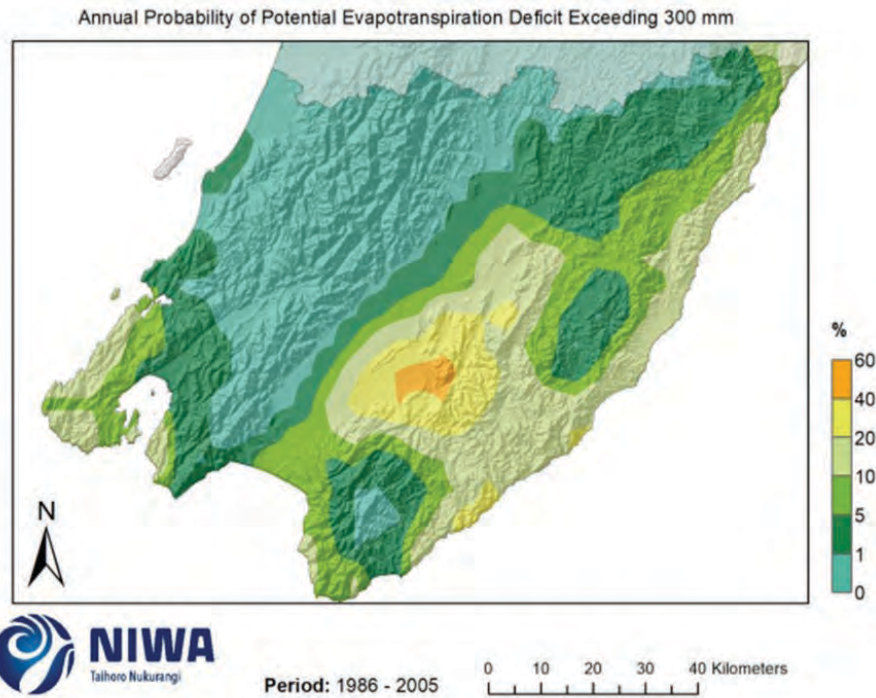 Annual Probability of Potential Evapotranspiration Deficit Exceeding 300 mm
%
60
40
20
10
5
1
0
N
NIWA
Taihoro Nukurangi
Period: 1986 - 2005
0 10 20 30 40 Kilometers